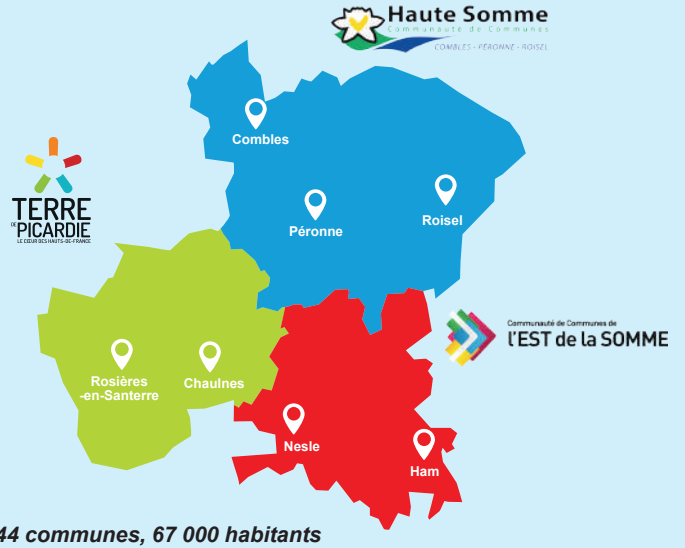 Haute Somme
Communauté de Communes
COMBLES - PÉRONNE - ROISEL
Combles
Péronne
Roisel
TERRE
DE PICARDIE
LE CŒUR DES HAUTS-DE-FRANCE
Communauté de Communes de
l'EST de la SOMME
Rosières
-en-Santerre
Chaulnes
Nesle
Ham
44 communes, 67 000 habitants